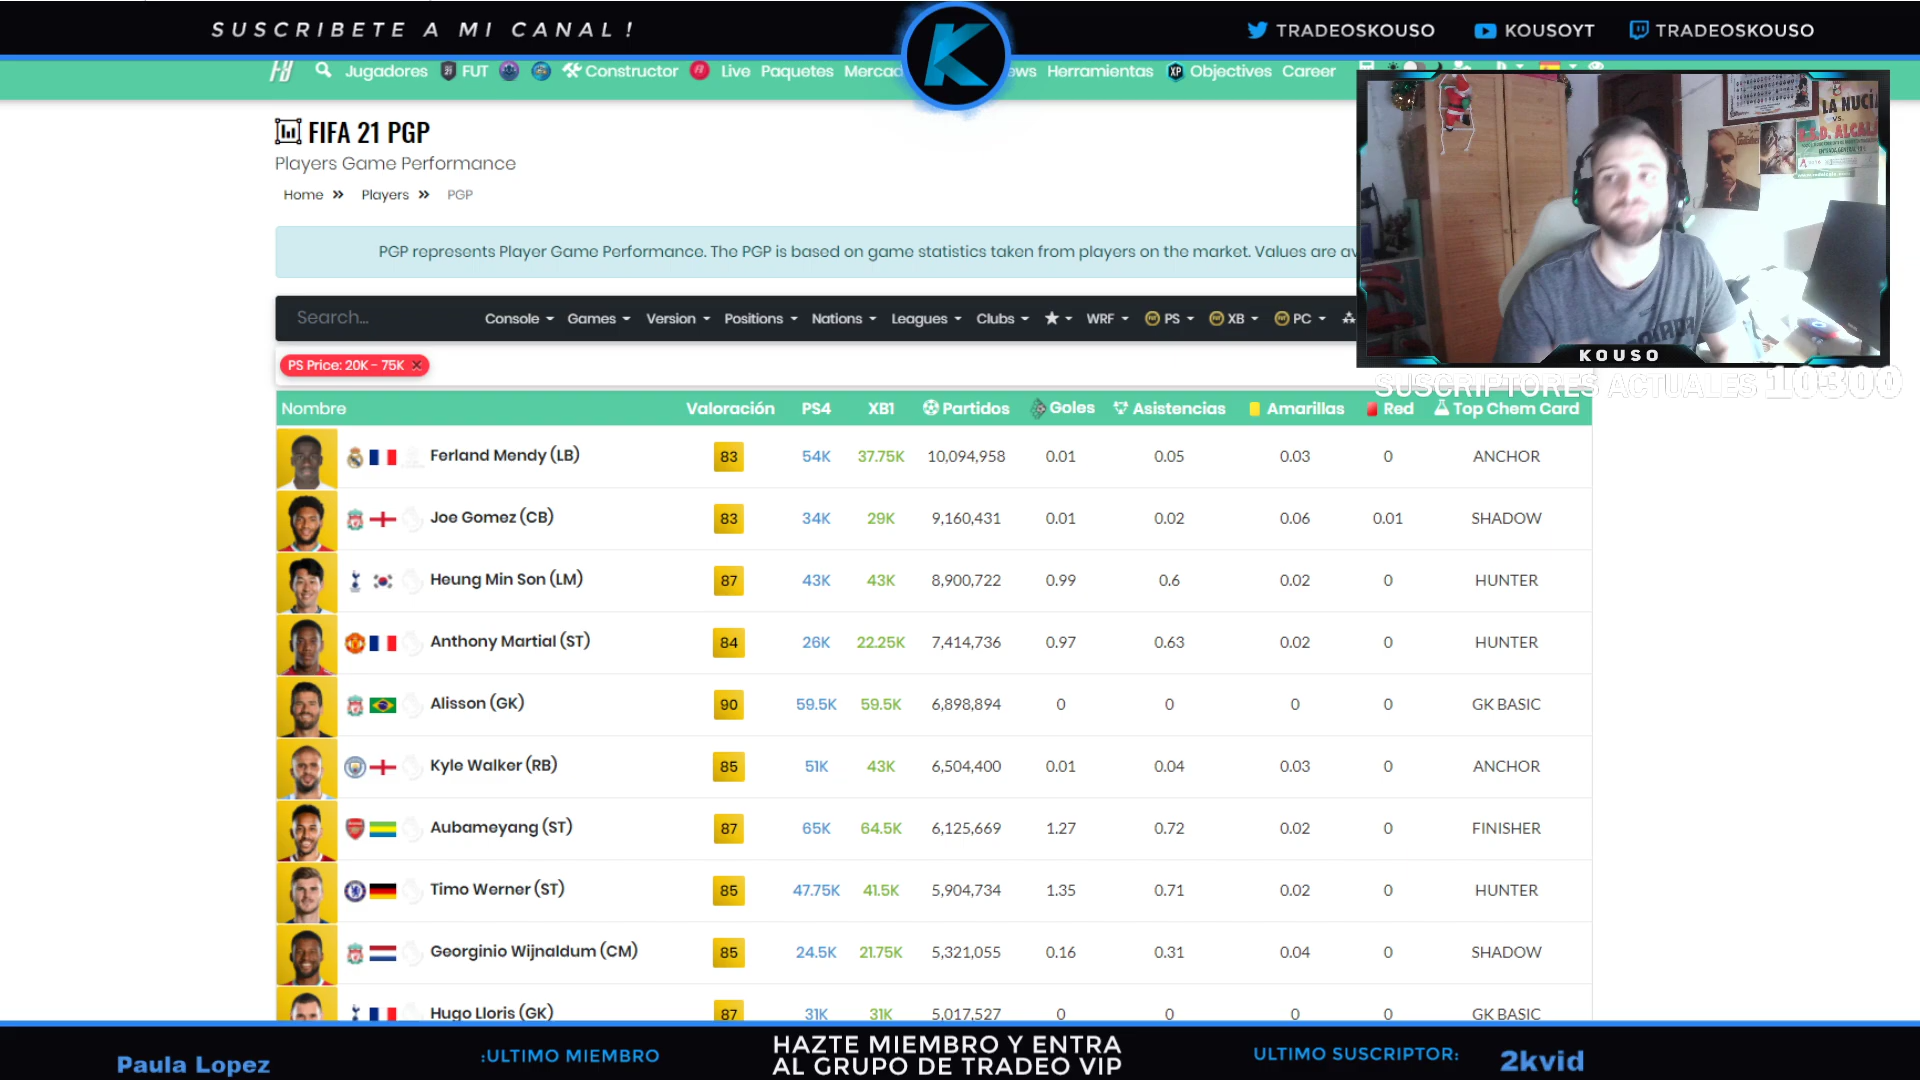 SUSCRIBETE A MI CANAL!
K
TRADEOSKOUSO
KOUSOYT
TRADEOSKOUSO
Jugadores
FUT
Constructor
Live
Paquetes
Mercad
ews
Herramientas
XP Objectives
Career
FIFA 21 PGP
Players Game Performance
Home » Players » PGP
PGP represents Player Game Performance. The PGP is based on game statistics taken from players on the market. Values are av
Search...
Console
Games
Version
Positions
Nations
Leagues
Clubs
WRF
PS
XB
PC
PS Price: 20K - 75K ×
LA NUCIA
VS.
KOUSO
SUSCRIPTORES ACTUALES 10300
Nombre Valoración PS4 XB1 Partidos Goles Asistencias Amarillas Red Top Chem Card
Ferland Mendy (LB) 83 54K 37.75K 10,094,958 0.01 0.05 0.03 0 ANCHOR
Joe Gomez (CB) 83 34K 29K 9,160,431 0.01 0.02 0.06 0.01 SHADOW
Heung Min Son (LM) 87 43K 43K 8,900,722 0.99 0.6 0.02 0 HUNTER
Anthony Martial (ST) 84 26K 22.25K 7,414,736 0.97 0.63 0.02 0 HUNTER
Alisson (GK) 90 59.5K 59.5K 6,898,894 0 0 0 0 GK BASIC
Kyle Walker (RB) 85 51K 43K 6,504,400 0.01 0.04 0.03 0 ANCHOR
Aubameyang (ST) 87 65K 64.5K 6,125,669 1.27 0.72 0.02 0 FINISHER
Timo Werner (ST) 85 47.75K 41.5K 5,904,734 1.35 0.71 0.02 0 HUNTER
Georginio Wijnaldum (CM) 85 24.5K 21.75K 5,321,055 0.16 0.31 0.04 0 SHADOW
Hugo Lloris (GK) 87 31K 31K 5,017,527 0 0 0 0 GK BASIC
Paula Lopez
:ULTIMO MIEMBRO
HAZTE MIEMBRO Y ENTRA
AL GRUPO DE TRADEO VIP
ULTIMO SUSCRIPTOR:
2kvid